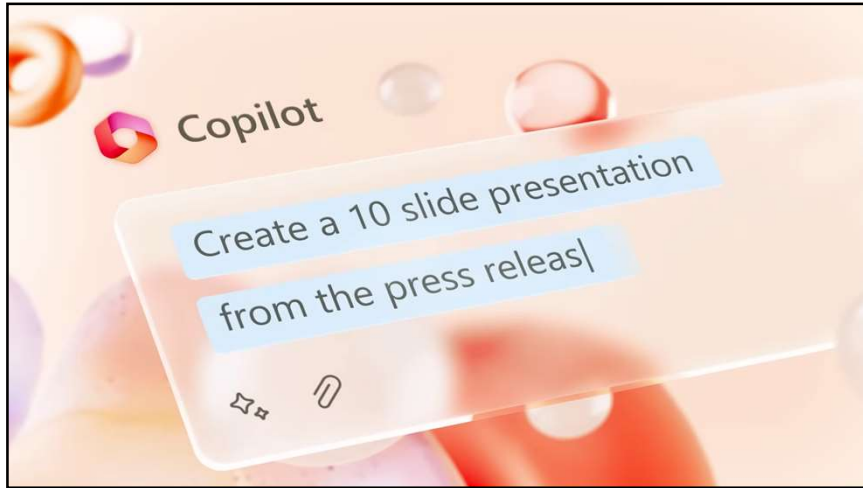 Copilot
Create a 10 slide presentation
from the press releas